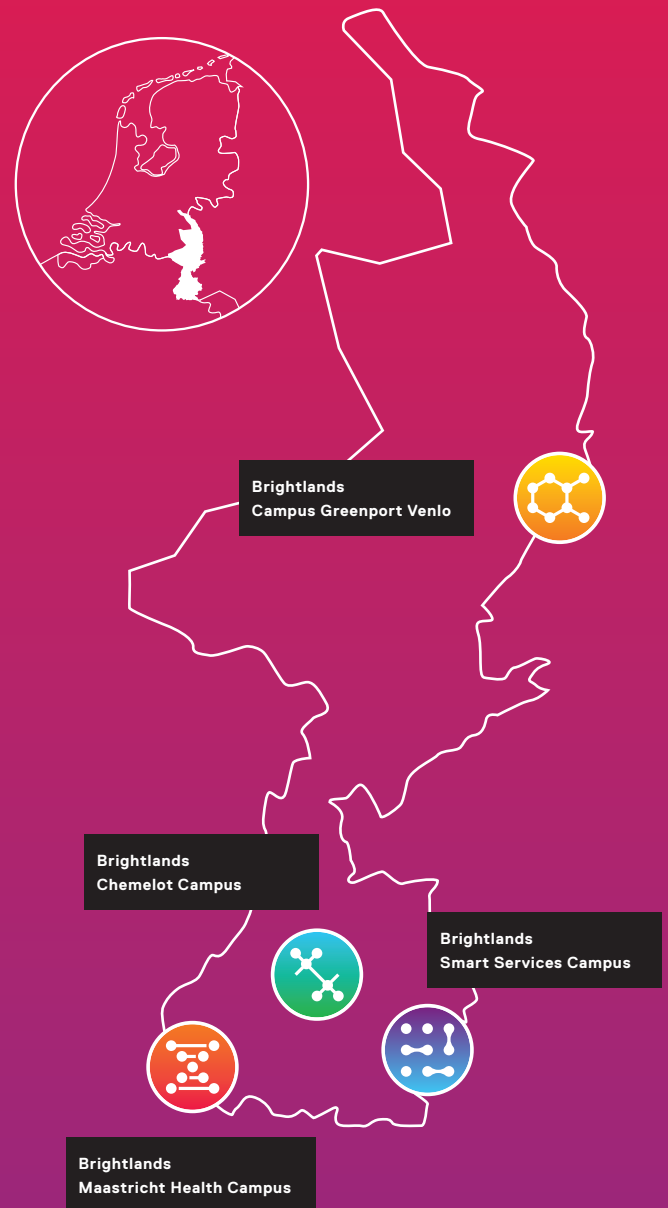 Brightlands
Campus Greenport Venlo
Brightlands
Chemelot Campus
Brightlands
Smart Services Campus
Brightlands
Maastricht Health Campus